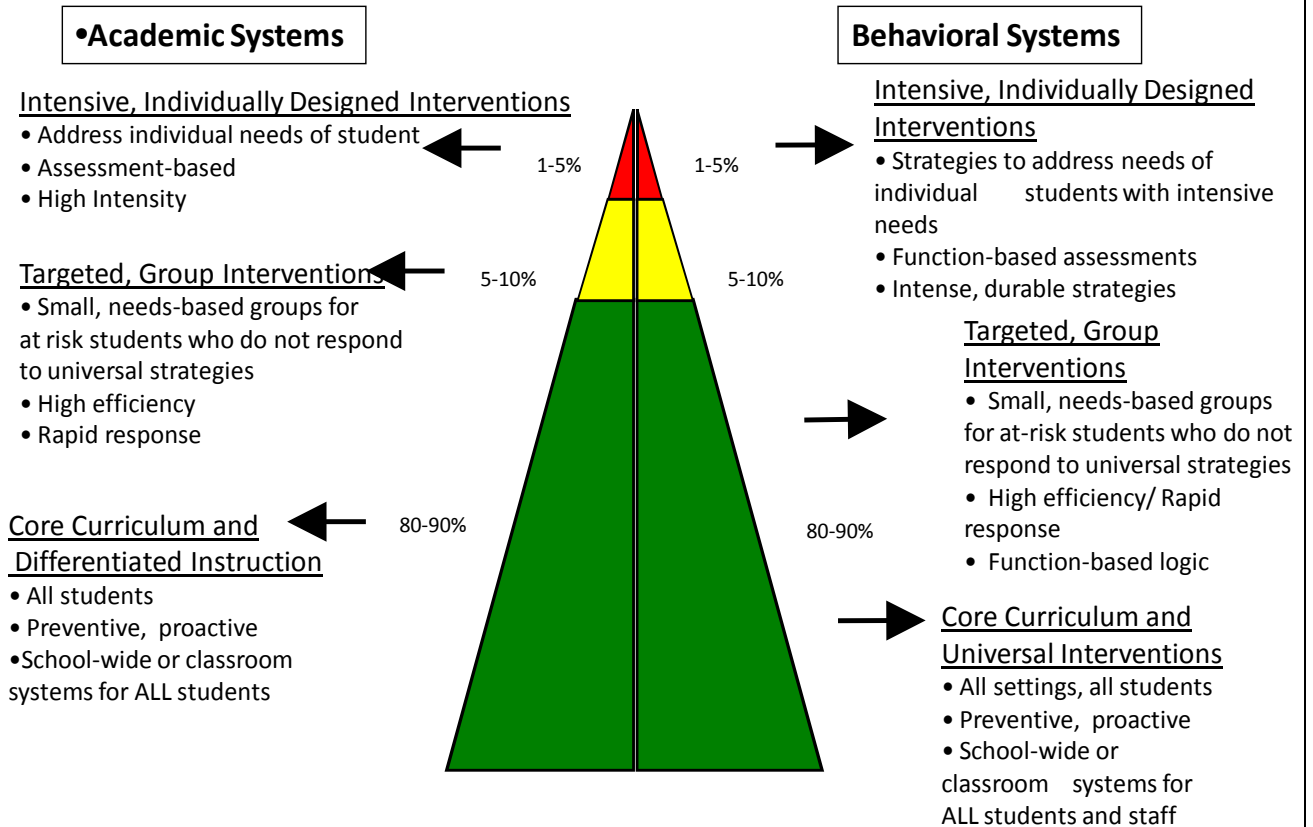 •Academic Systems
Intensive, Individually Designed Interventions
• Address individual needs of student
• Assessment-based
• High Intensity
1-5%
Targeted, Group Interventions
• Small, needs-based groups for
at risk students who do not respond
to universal strategies
• High efficiency
• Rapid response
5-10%
Core Curriculum and
Differentiated Instruction
• All students
• Preventive, proactive
•School-wide or classroom
systems for ALL students
80-90%
Behavioral Systems
1-5%
Intensive, Individually Designed
Interventions
• Strategies to address needs of
individual students with intensive
needs
• Function-based assessments
• Intense, durable strategies
5-10%
Targeted, Group
Interventions
• Small, needs-based groups
for at-risk students who do not
respond to universal strategies
• High efficiency/ Rapid
response
• Function-based logic
80-90%
Core Curriculum and
Universal Interventions
• All settings, all students
• Preventive, proactive
• School-wide or
classroom systems for
ALL students and staff